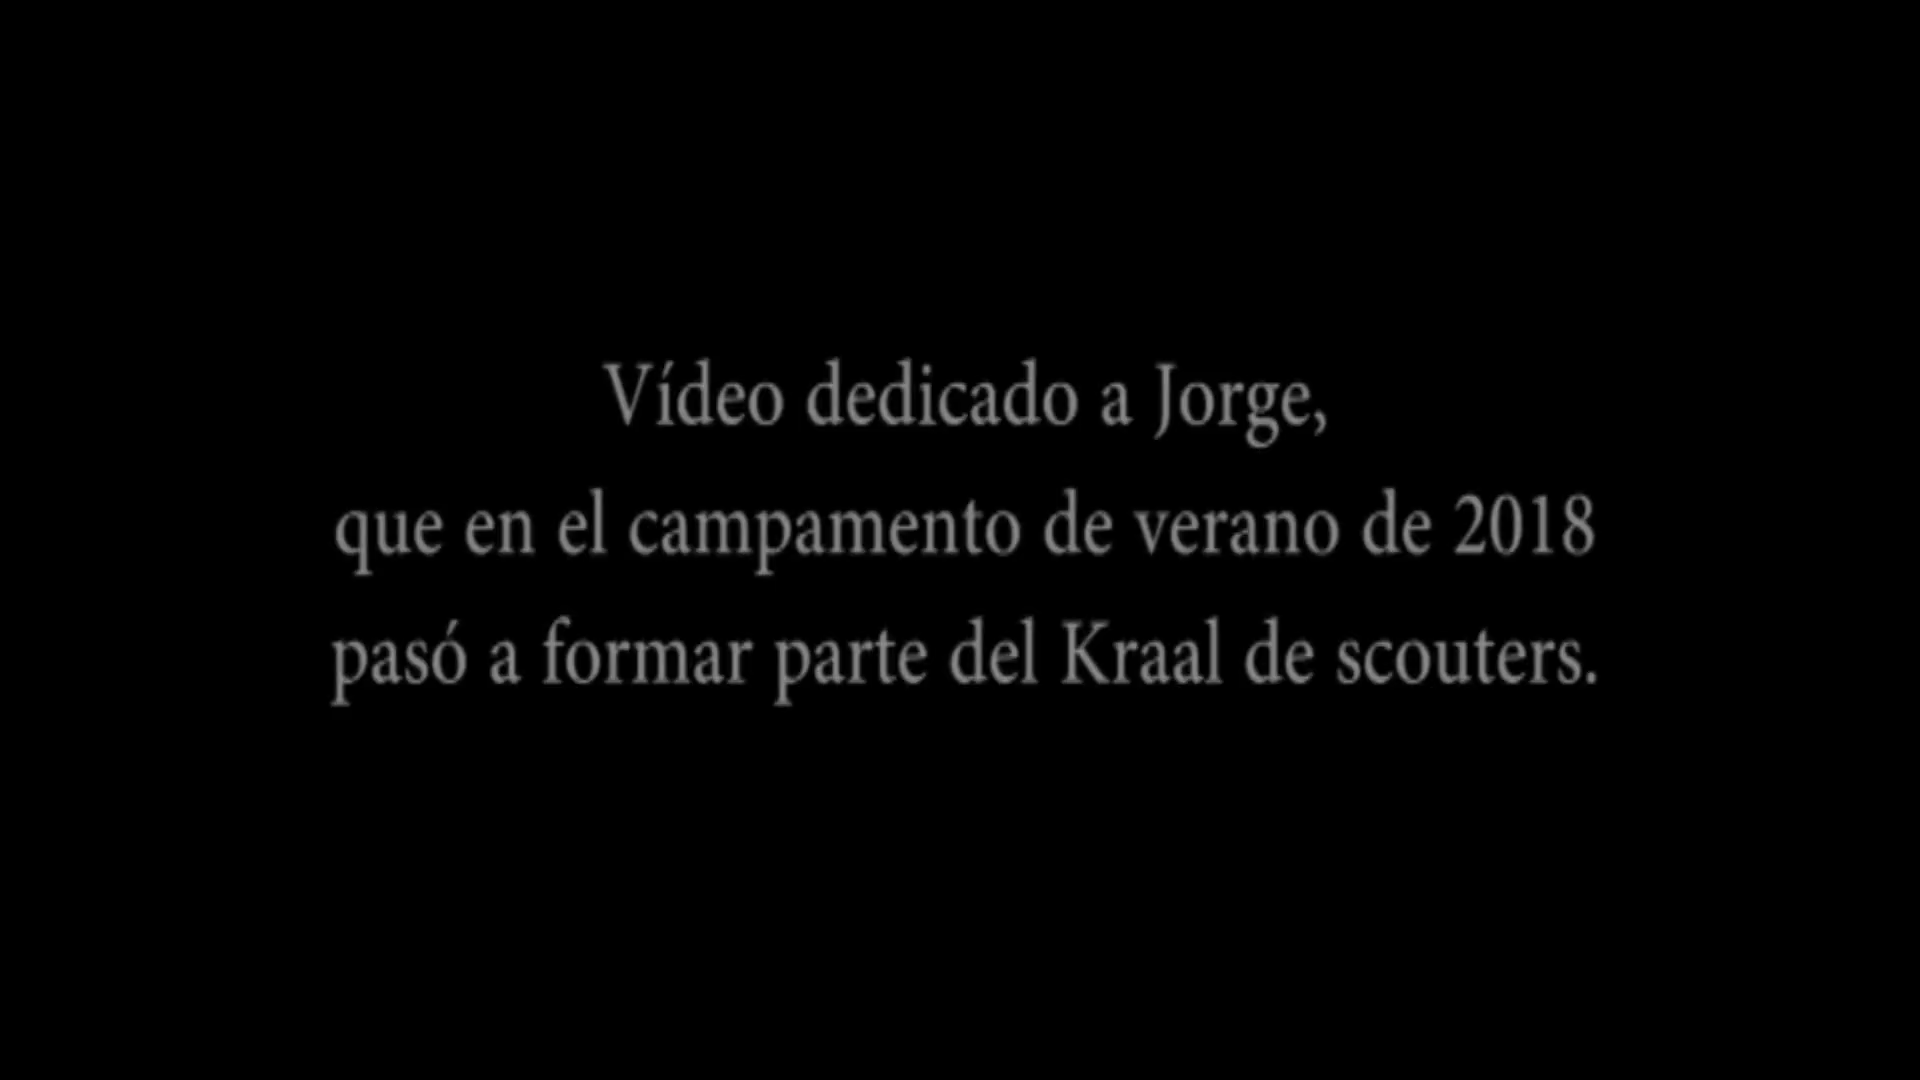 Vídeo dedicado a Jorge,
que en el campamento de verano de 2018
pasó a formar parte del Kraal de scouters.